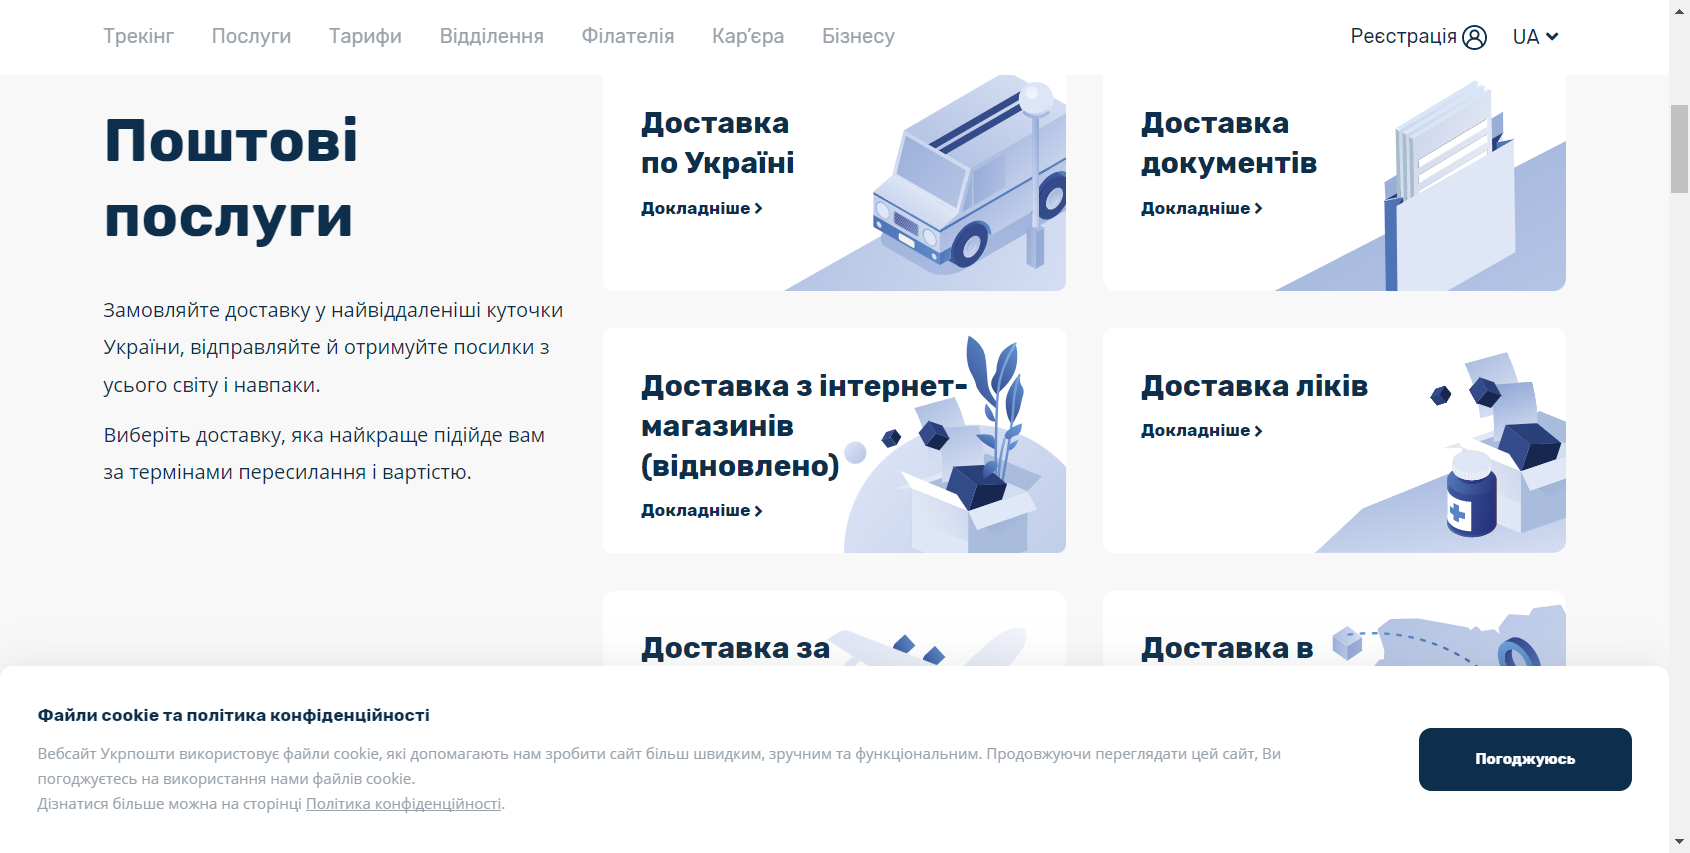 Трекінг Послуги Тарифи Відділення Філателія Кар’єра Бізнесу Реєстрація UA
Поштові
послуги
Замовляйте доставку у найвіддаленіші куточки
України, відправляйте й отримуйте посилки з
усього світу і навпаки.
Виберіть доставку, яка найкраще підійде вам
за термінами пересилання і вартістю.
Доставка
по Україні
Докладніше
Доставка
документів
Докладніше
Доставка з інтернет-
магазинів
(відновлено)
Докладніше
Доставка ліків
Докладніше
Доставка за
Доставка в
Файли cookie та політика конфіденційності
Вебсайт Укрпошти використовує файли cookie, які допомагають нам зробити сайт більш швидким, зручним та функціональним. Продовжуючи переглядати цей сайт, Ви
погоджуєтесь на використання нами файлів cookie.
Дізнатися більше можна на сторінці Політика конфіденційності.
Погоджуюсь